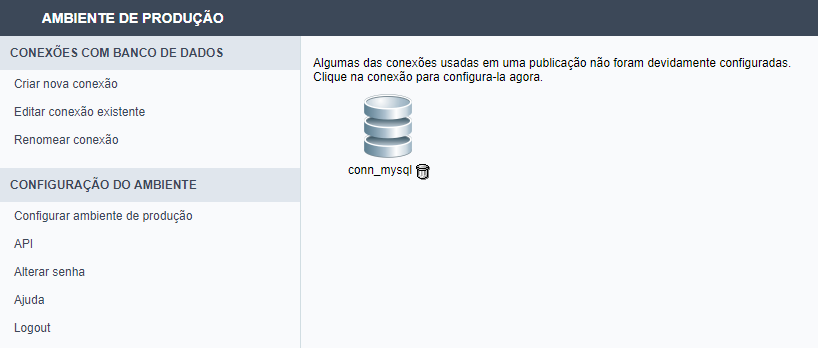 AMBIENTE DE PRODUÇÃO
CONEXÕES COM BANCO DE DADOS
Criar nova conexão
Editar conexão existente
Renomear conexão
CONFIGURAÇÃO DO AMBIENTE
Configurar ambiente de produção
API
Alterar senha
Ajuda
Logout
Algumas das conexões usadas em uma publicação não foram devidamente configuradas.
Clique na conexão para configura-la agora.
conn_mysql